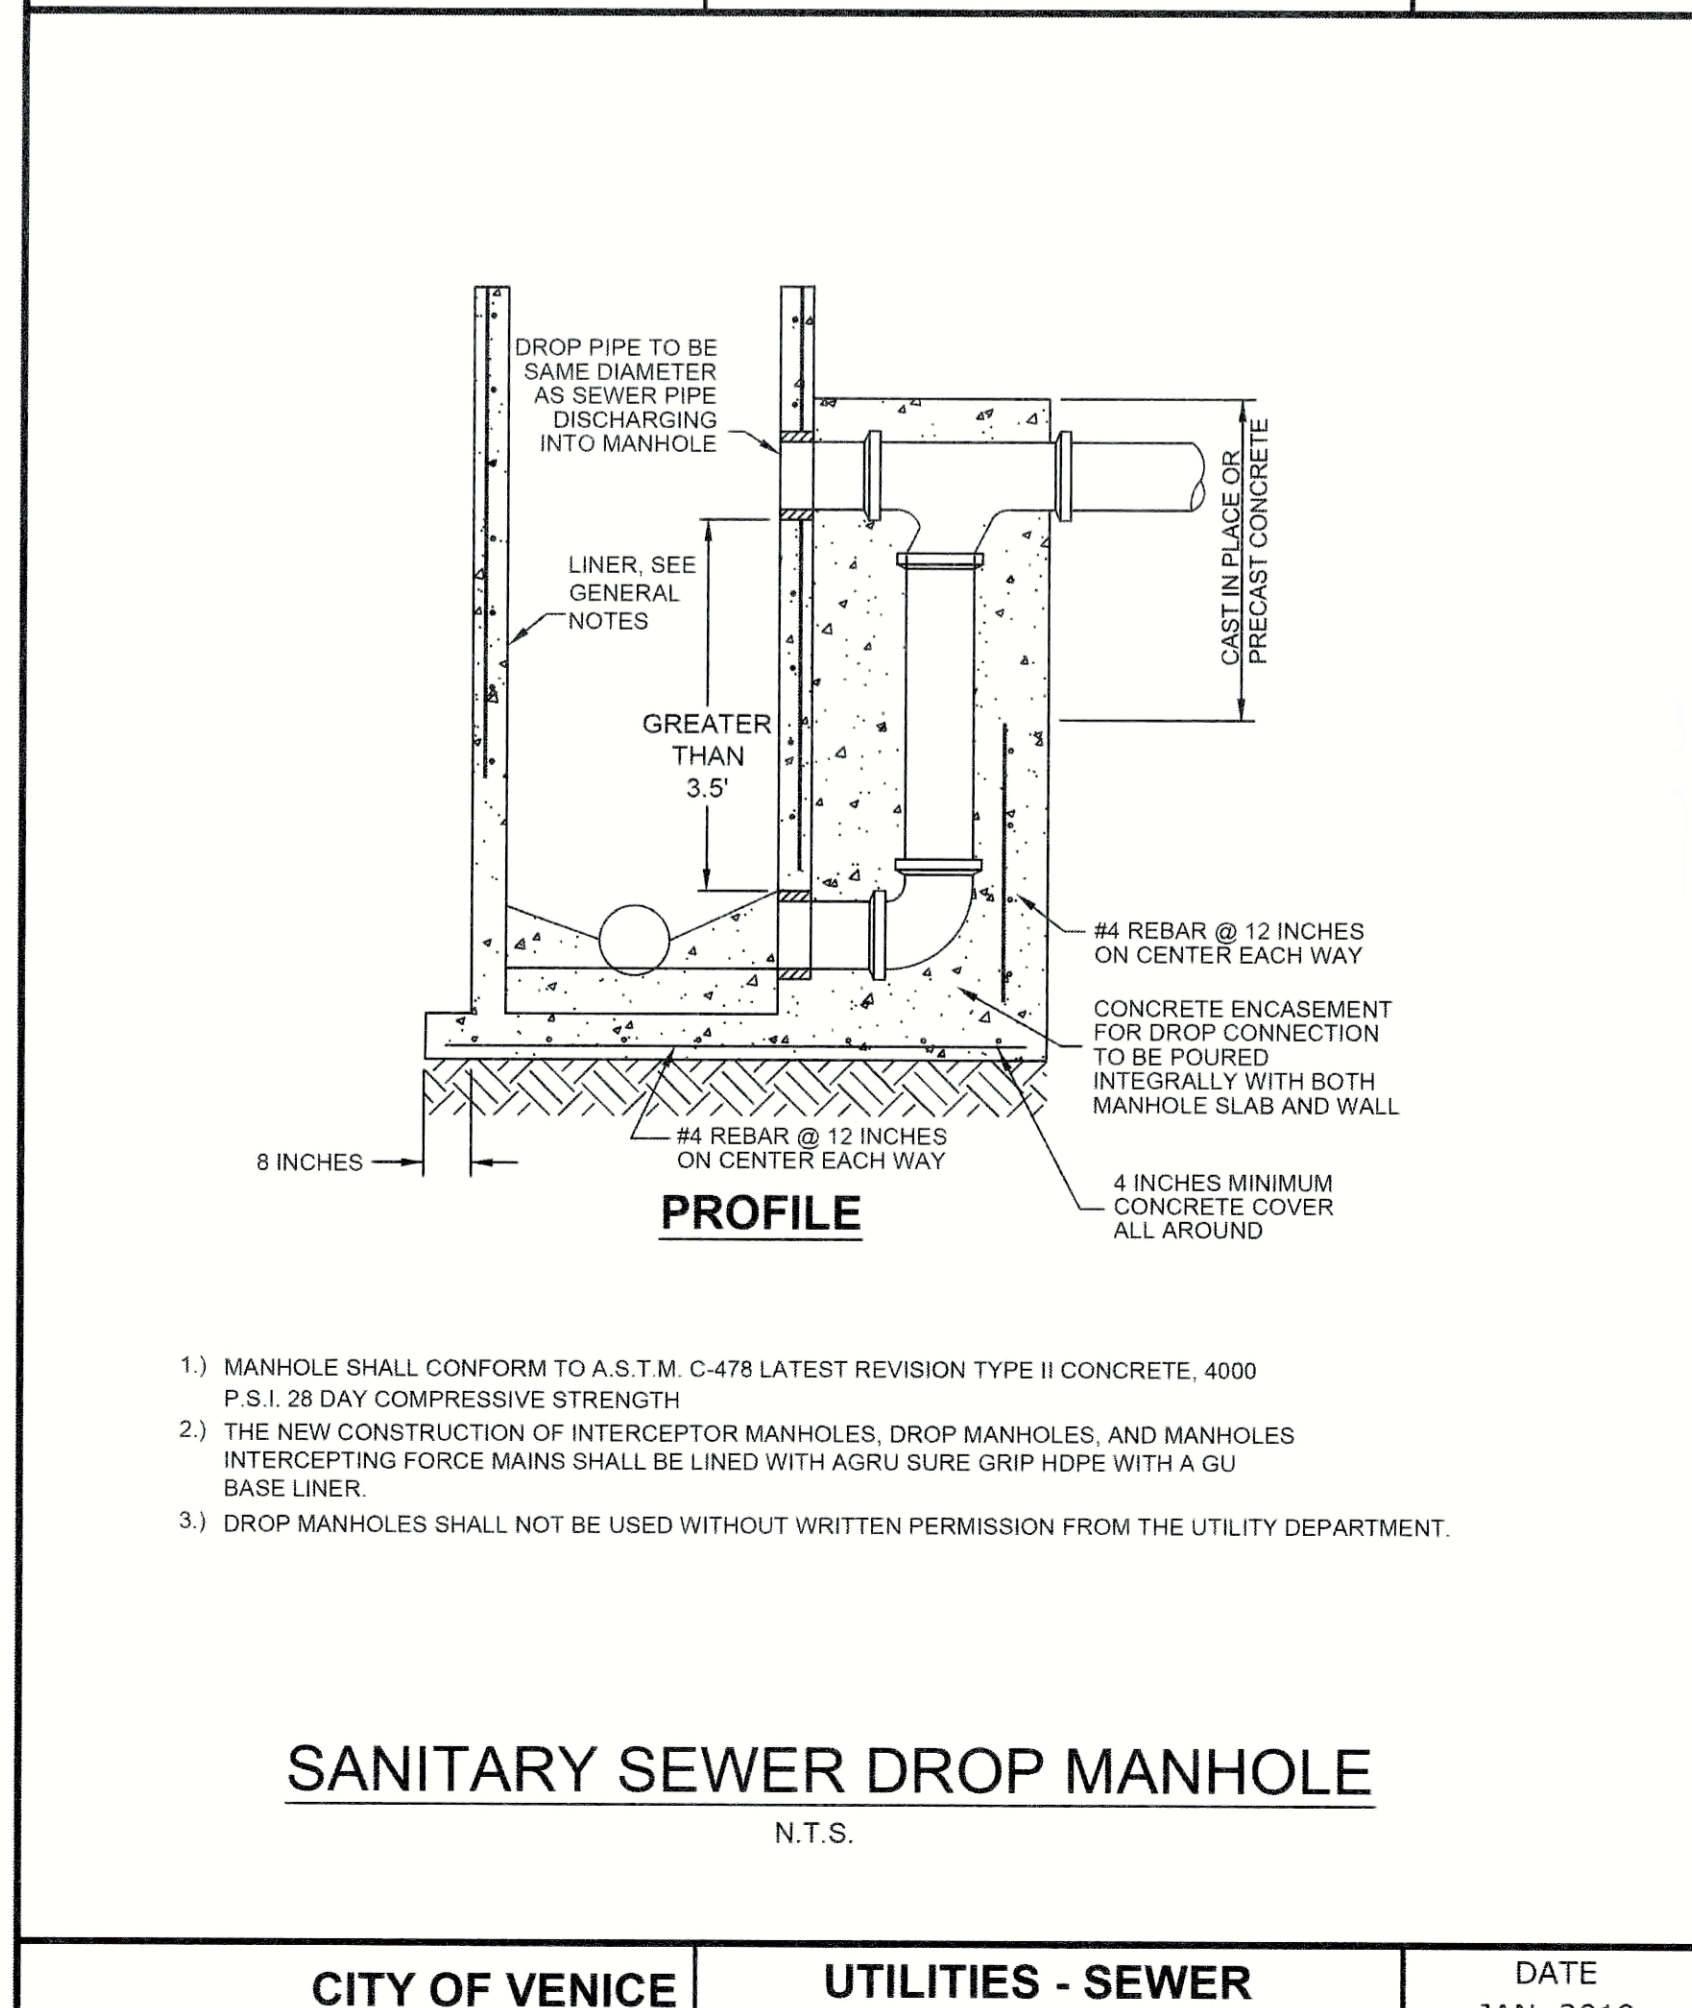 DROP PIPE TO BE
SAME DIAMETER
AS SEWER PIPE
DISCHARGING
INTO MANHOLE
LINER, SEE
GENERAL
NOTES
GREATER
THAN
3.5'
CAST IN PLACE OR
PRECAST CONCRETE
#4 REBAR @ 12 INCHES
ON CENTER EACH WAY
CONCRETE ENCASEMENT
FOR DROP CONNECTION
TO BE POURED
INTEGRALLY WITH BOTH
MANHOLE SLAB AND WALL
#4 REBAR @ 12 INCHES
ON CENTER EACH WAY
8 INCHES
4 INCHES MINIMUM
CONCRETE COVER
ALL AROUND
PROFILE
1.) MANHOLE SHALL CONFORM TO A.S.T.M. C-478 LATEST REVISION TYPE II CONCRETE, 4000
P.S.I. 28 DAY COMPRESSIVE STRENGTH
2.) THE NEW CONSTRUCTION OF INTERCEPTOR MANHOLES, DROP MANHOLES, AND MANHOLES
INTERCEPTING FORCE MAINS SHALL BE LINED WITH AGRU SURE GRIP HDPE WITH A GU
BASE LINER.
3.) DROP MANHOLES SHALL NOT BE USED WITHOUT WRITTEN PERMISSION FROM THE UTILITY DEPARTMENT.
SANITARY SEWER DROP MANHOLE
N.T.S.
CITY OF VENICE
UTILITIES - SEWER
DATE